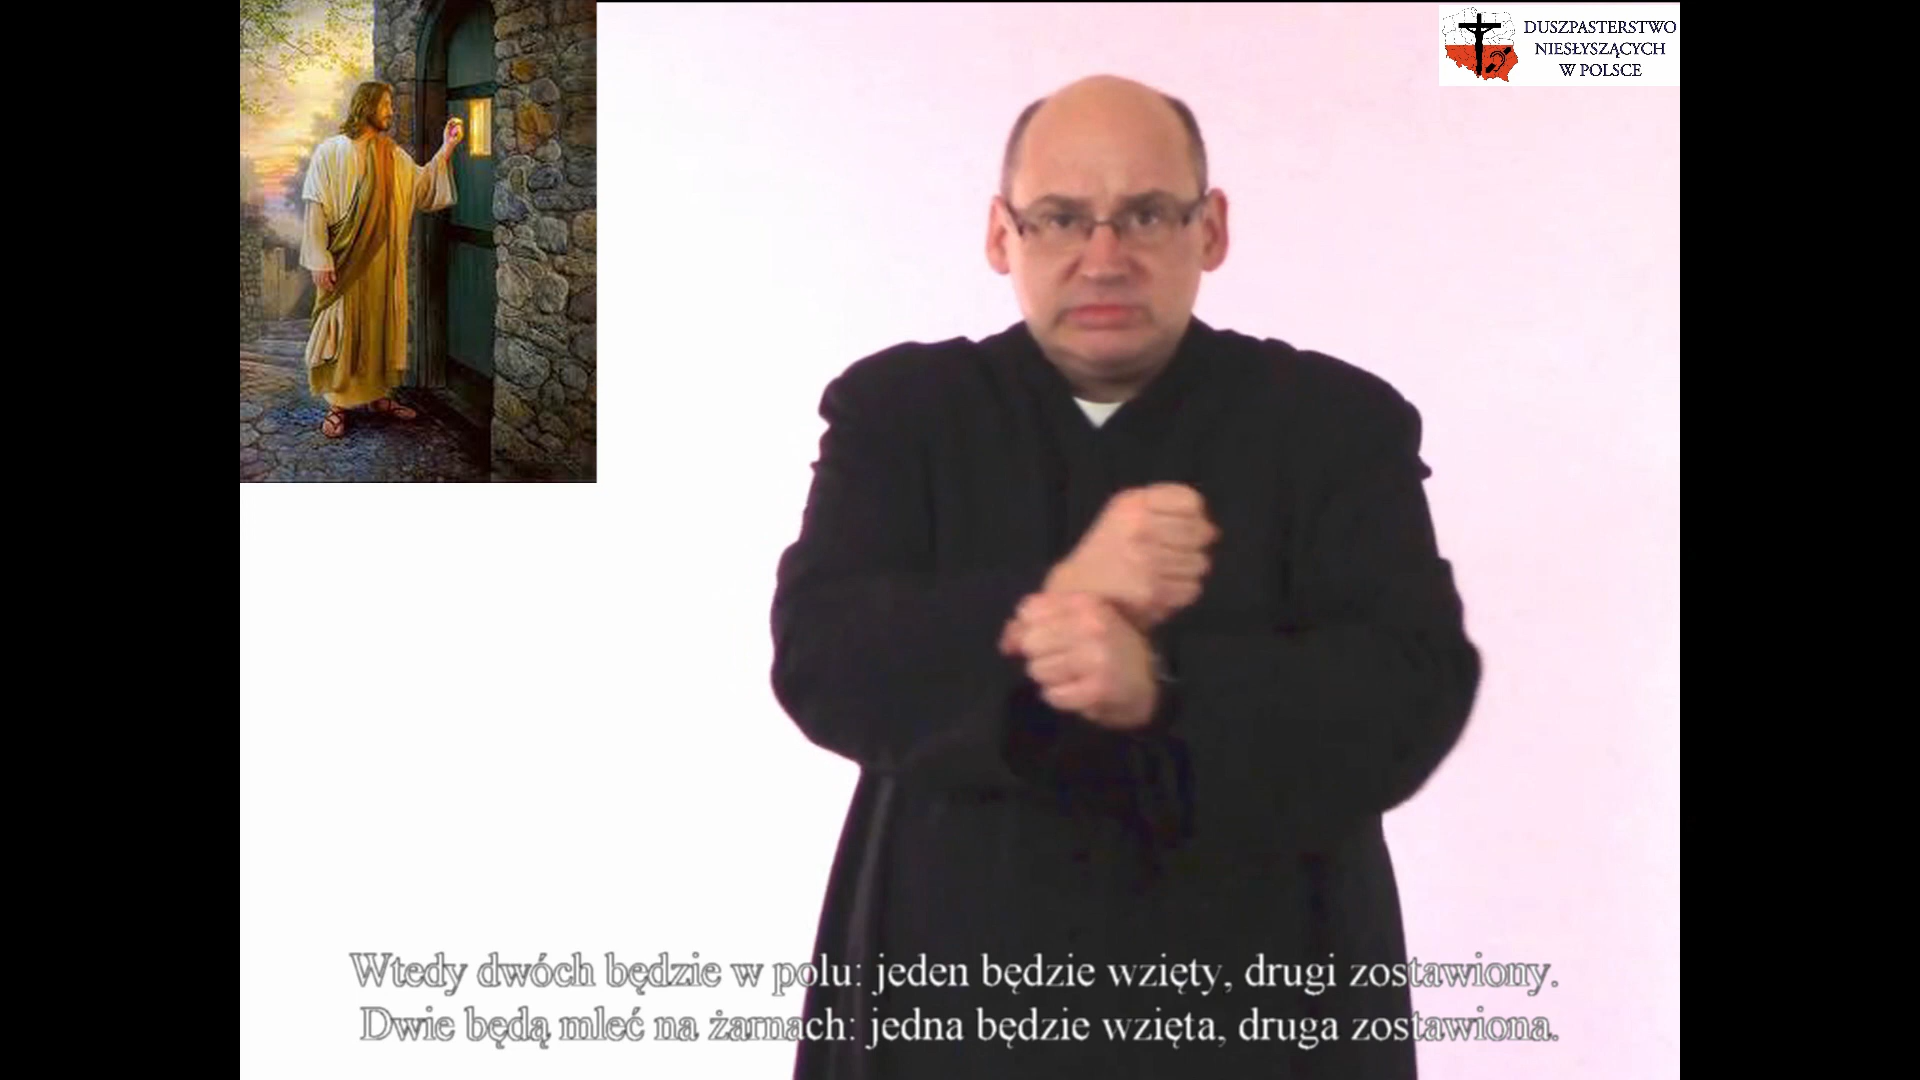 DUSZPASTERSTWO
NIESŁYSZĄCYCH
W POLSCE
Wtedy dwóch będzie w polu: jeden będzie wzięty, drugi zostawiony.
Dwie będą mleć na żarnach: jedna będzie wzięta, druga zostawiona.